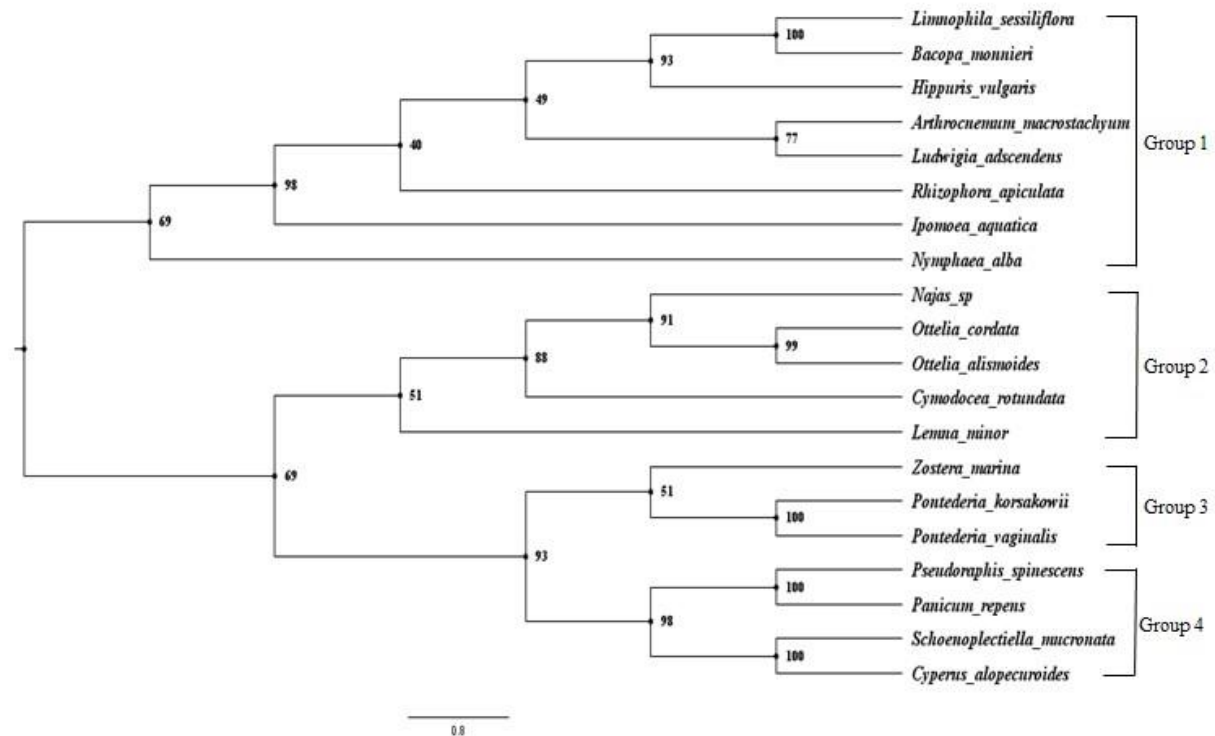 Limnophila_sessiliflora
100
Bacopa_monnieri
93
Hippuris_vulgaris
49
Arthrocnemum_macrostachyum
77
Ludwigia_adscendens
Group 1
40
Rhizophora_apiculata
98
Ipomoea_aquatica
69
Nymphaea_alba
Najas_sp
91
Ottelia_cordata
99
88
Ottelia_alismoides
Group 2
51
Cymodocea_rotundata
Lemna_minor
69
Zostera_marina
51
Pontederia_korsakowii
Group 3
100
Pontederia_vaginalis
93
Pseudoraphis_spinescens
100
Panicum_repens
98
Group 4
Schoenoplectiella_mucronata
100
Cyperus_alopecuroides
0.8